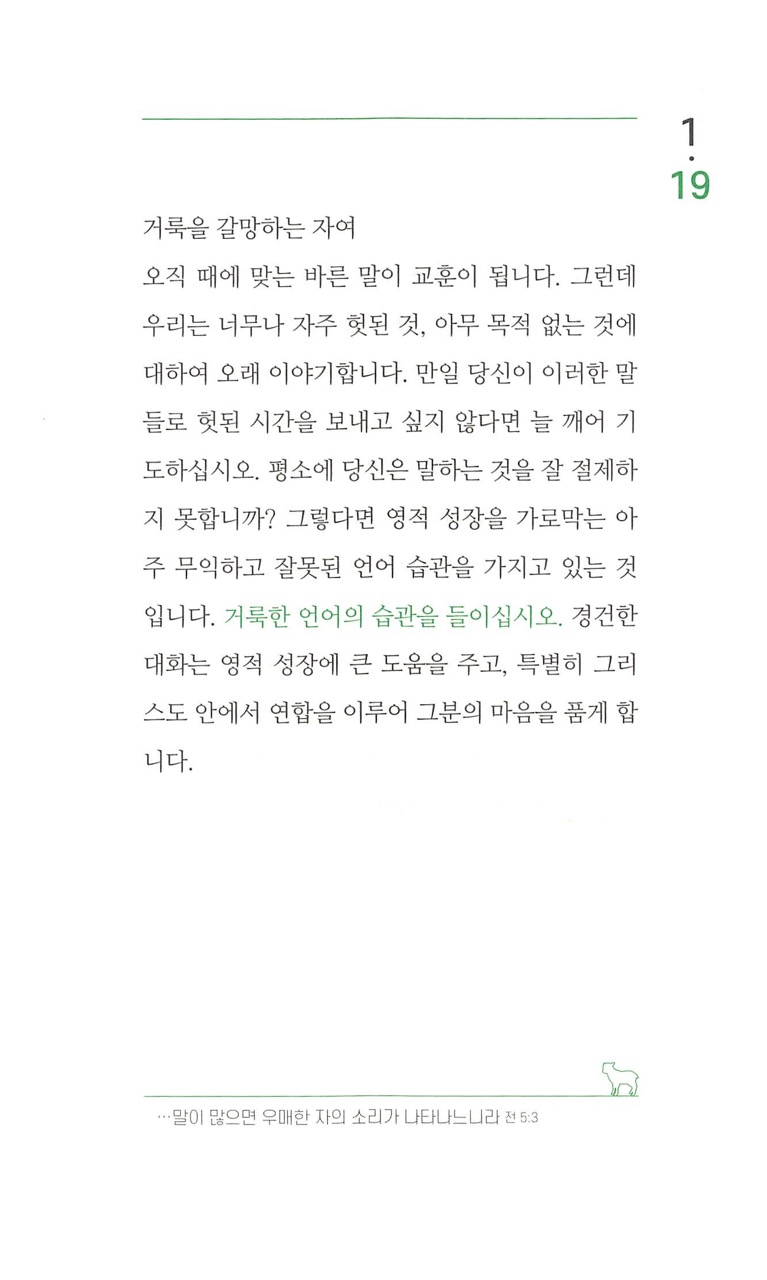 1
·
19
거룩을 갈망하는 자여
오직 때에 맞는 바른 말이 교훈이 됩니다. 그런데
우리는 너무나 자주 헛된 것, 아무 목적 없는 것에
대하여 오래 이야기합니다. 만일 당신이 이러한 말
들로 헛된 시간을 보내고 싶지 않다면 늘 깨어 기
도하십시오. 평소에 당신은 말하는 것을 잘 절제하
지 못합니까? 그렇다면 영적 성장을 가로막는 아
주 무익하고 잘못된 언어 습관을 가지고 있는 것
입니다. 거룩한 언어의 습관을 들이십시오. 경건한
대화는 영적 성장에 큰 도움을 주고, 특별히 그리
스도 안에서 연합을 이루어 그분의 마음을 품게 합
니다.
…말이 많으면 우매한 자의 소리가 나타나느니라 전 5:3